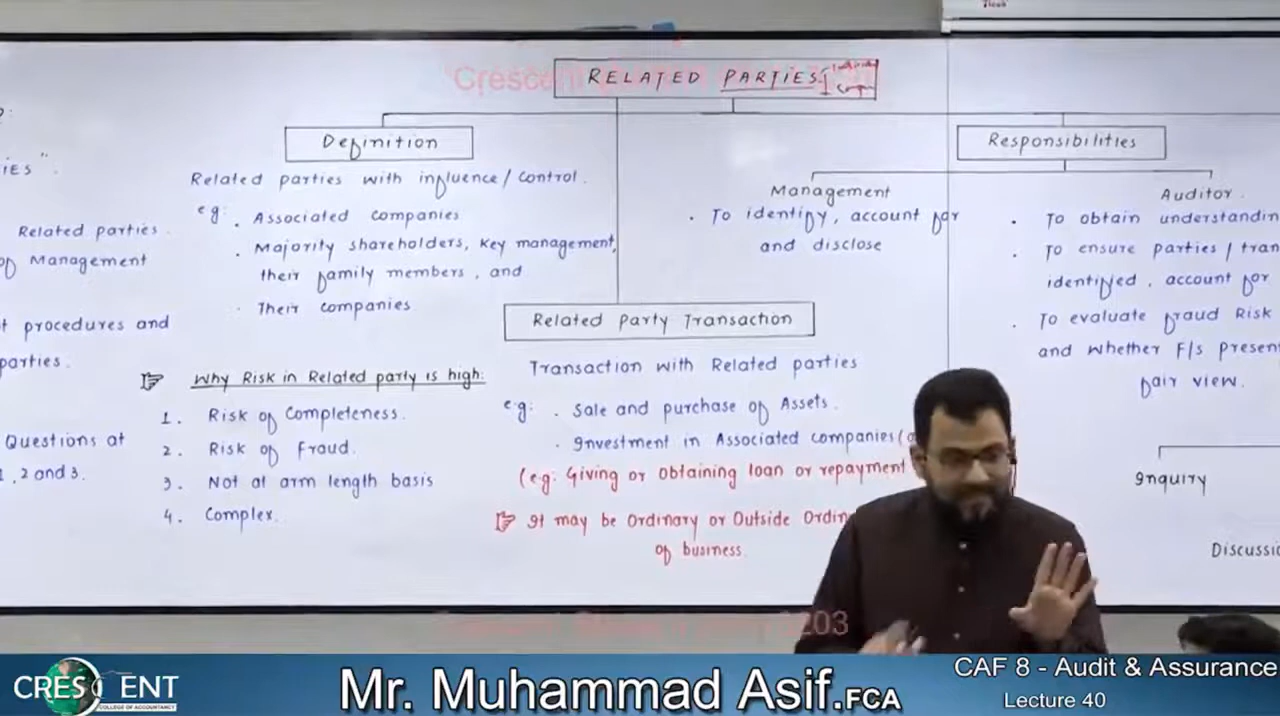 RELATED PARTIES
Definition
Related parties with influence/control.
eg:
. Associated companies
. Majority shareholders, key management,
their family members, and
. Their companies
Why Risk in Related party is high:
1. Risk of Completeness.
2. Risk of Fraud.
3. Not at arm length basis
4. Complex.
Related Party Transaction
Transaction with Related parties
e.g: . Sale and purchase of Assets.
. Investment in Associated companies
(e.g: Giving or obtaining loan or repayment
It may be Ordinary or Outside
of business.
Responsibilities
Management
. To identify, account for
and disclose
Auditor.
. To obtain
. To ensure parties /
identified, account for
. To evaluate fraud Risk
and whether F/s
fair view.
Inquiry
Related parties.
of Management
procedures and
parties.
Questions at
1, 2 and 3.
CRESCENT
COLLEGE OF ACCOUNTANCY
Mr. Muhammad Asif.FCA
CAF 8 - Audit & Assurance
Lecture 40